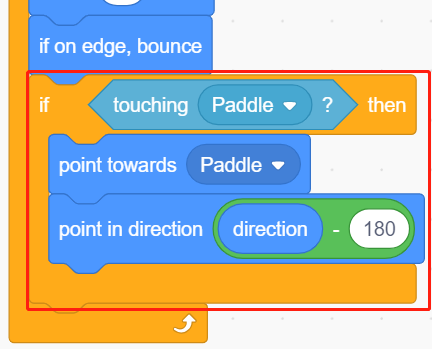 if on edge, bounce
if touching Paddle ? then
point towards Paddle
point in direction direction - 180